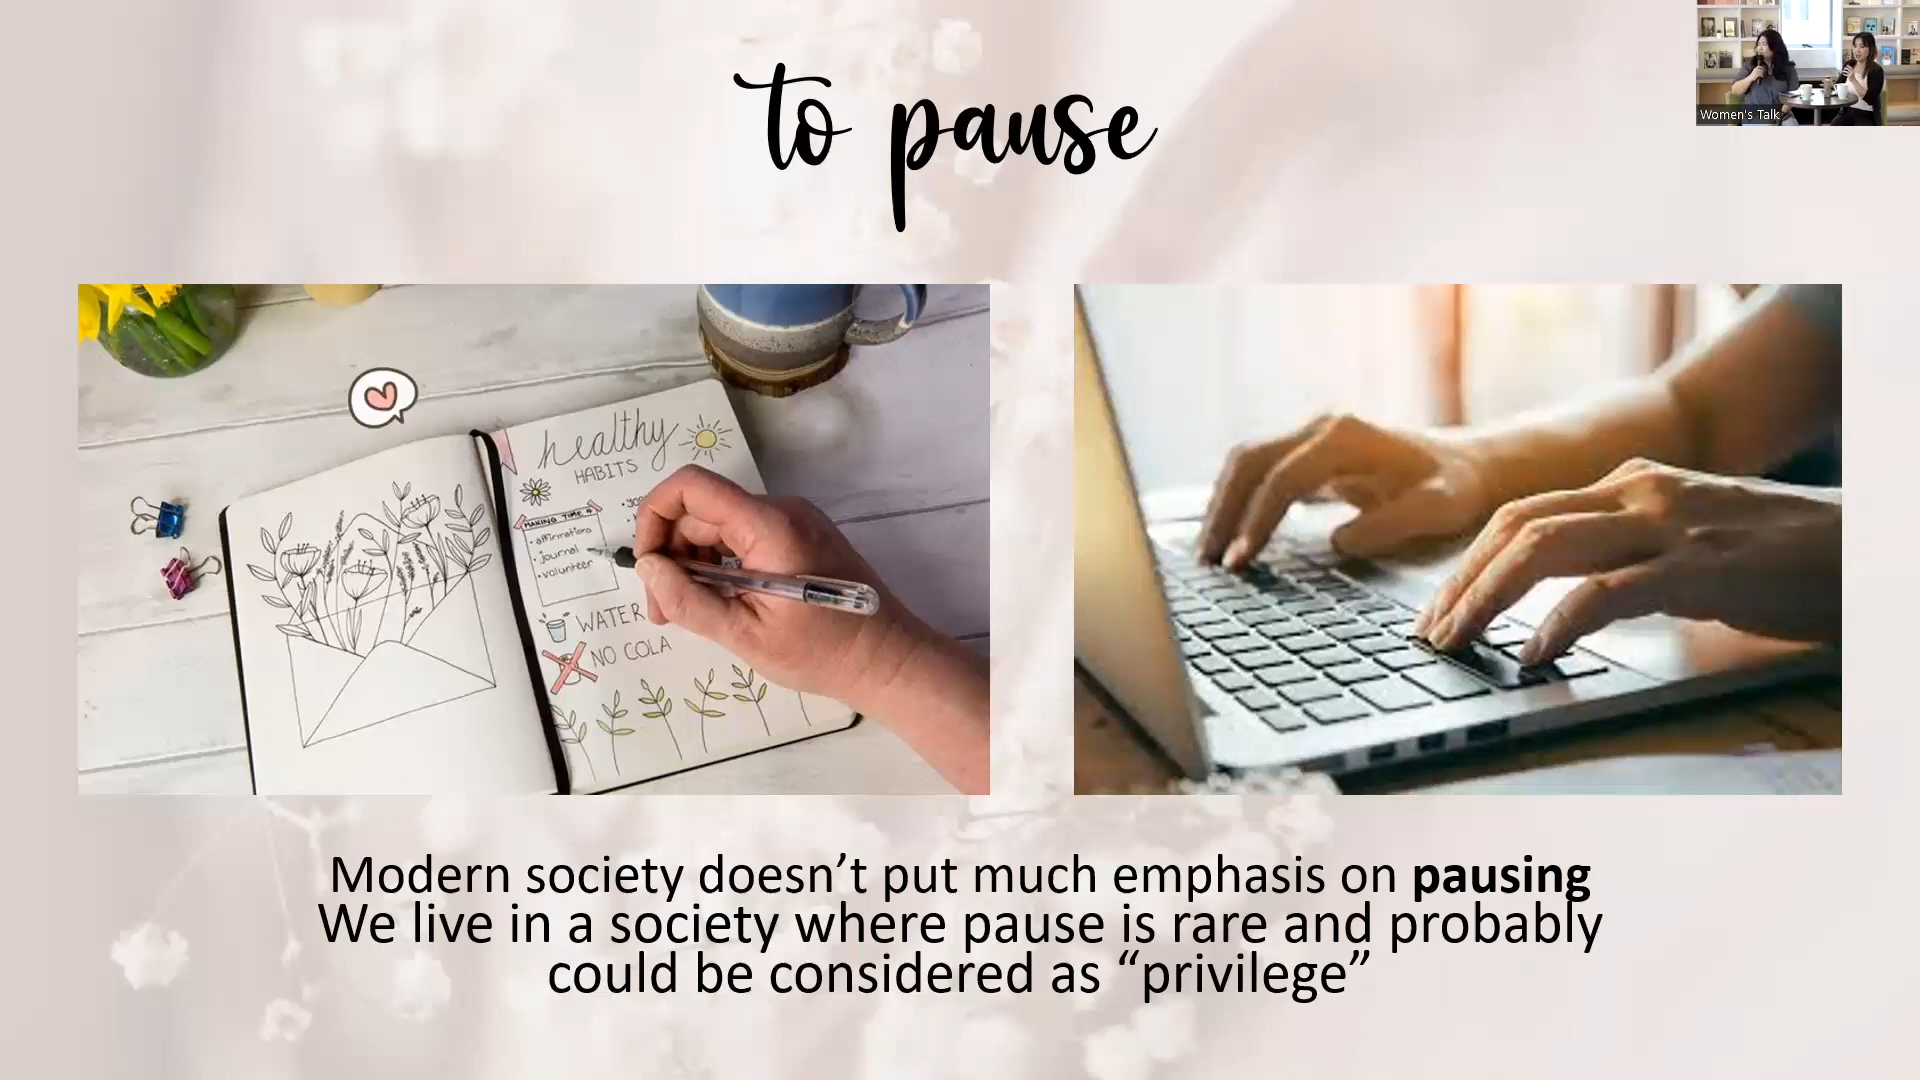 to pause
Women's Talk
healthy
HABITS
MAKING TIME
• affirmations
• journal
• volunteer
WATER
NO COLA
Modern society doesn’t put much emphasis on pausing
We live in a society where pause is rare and probably
could be considered as “privilege”